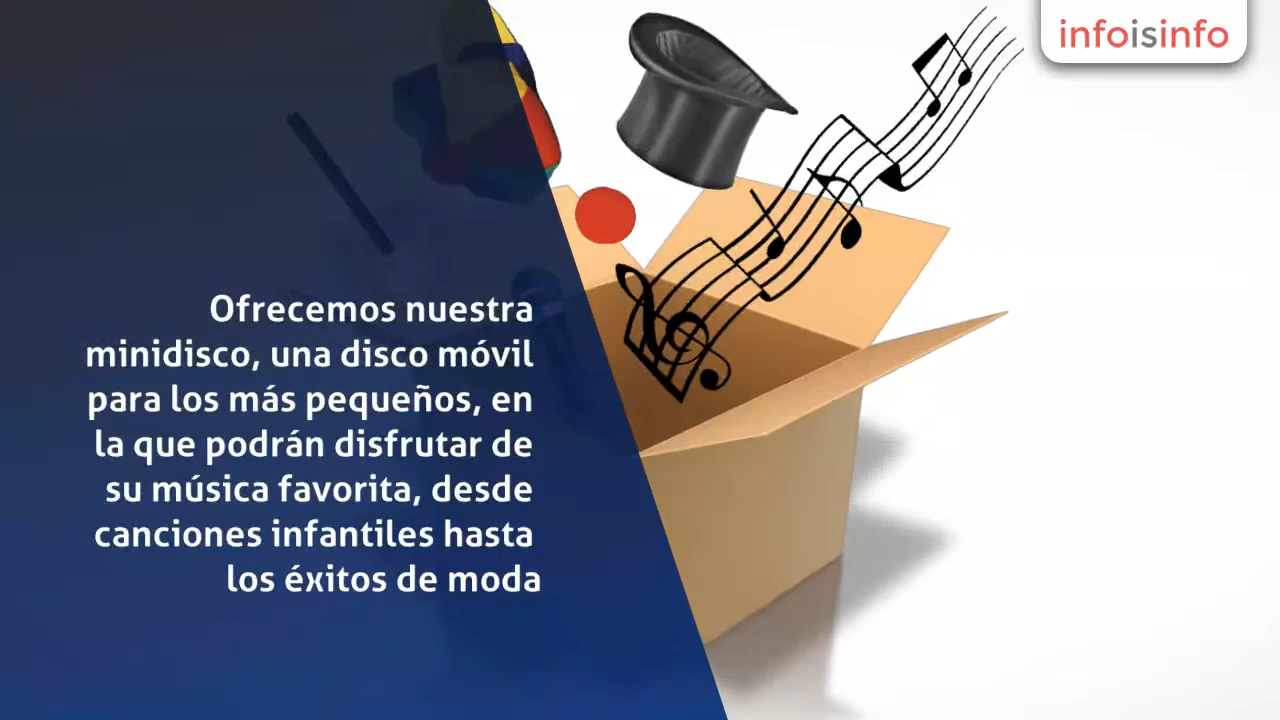 infoisinfo
Ofrecemos nuestra
minidisco, una disco móvil
para los más pequeños, en
la que podrán disfrutar de
su música favorita, desde
canciones infantiles hasta
los éxitos de moda